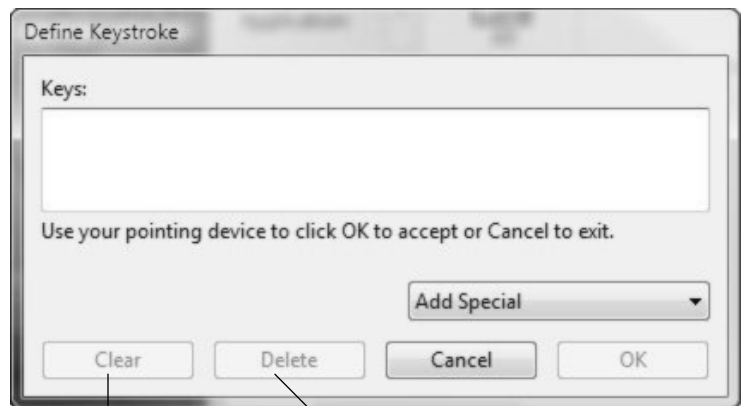 Define Keystroke
Keys:
Use your pointing device to click OK to accept or Cancel to exit.
Add Special
Clear Delete Cancel OK